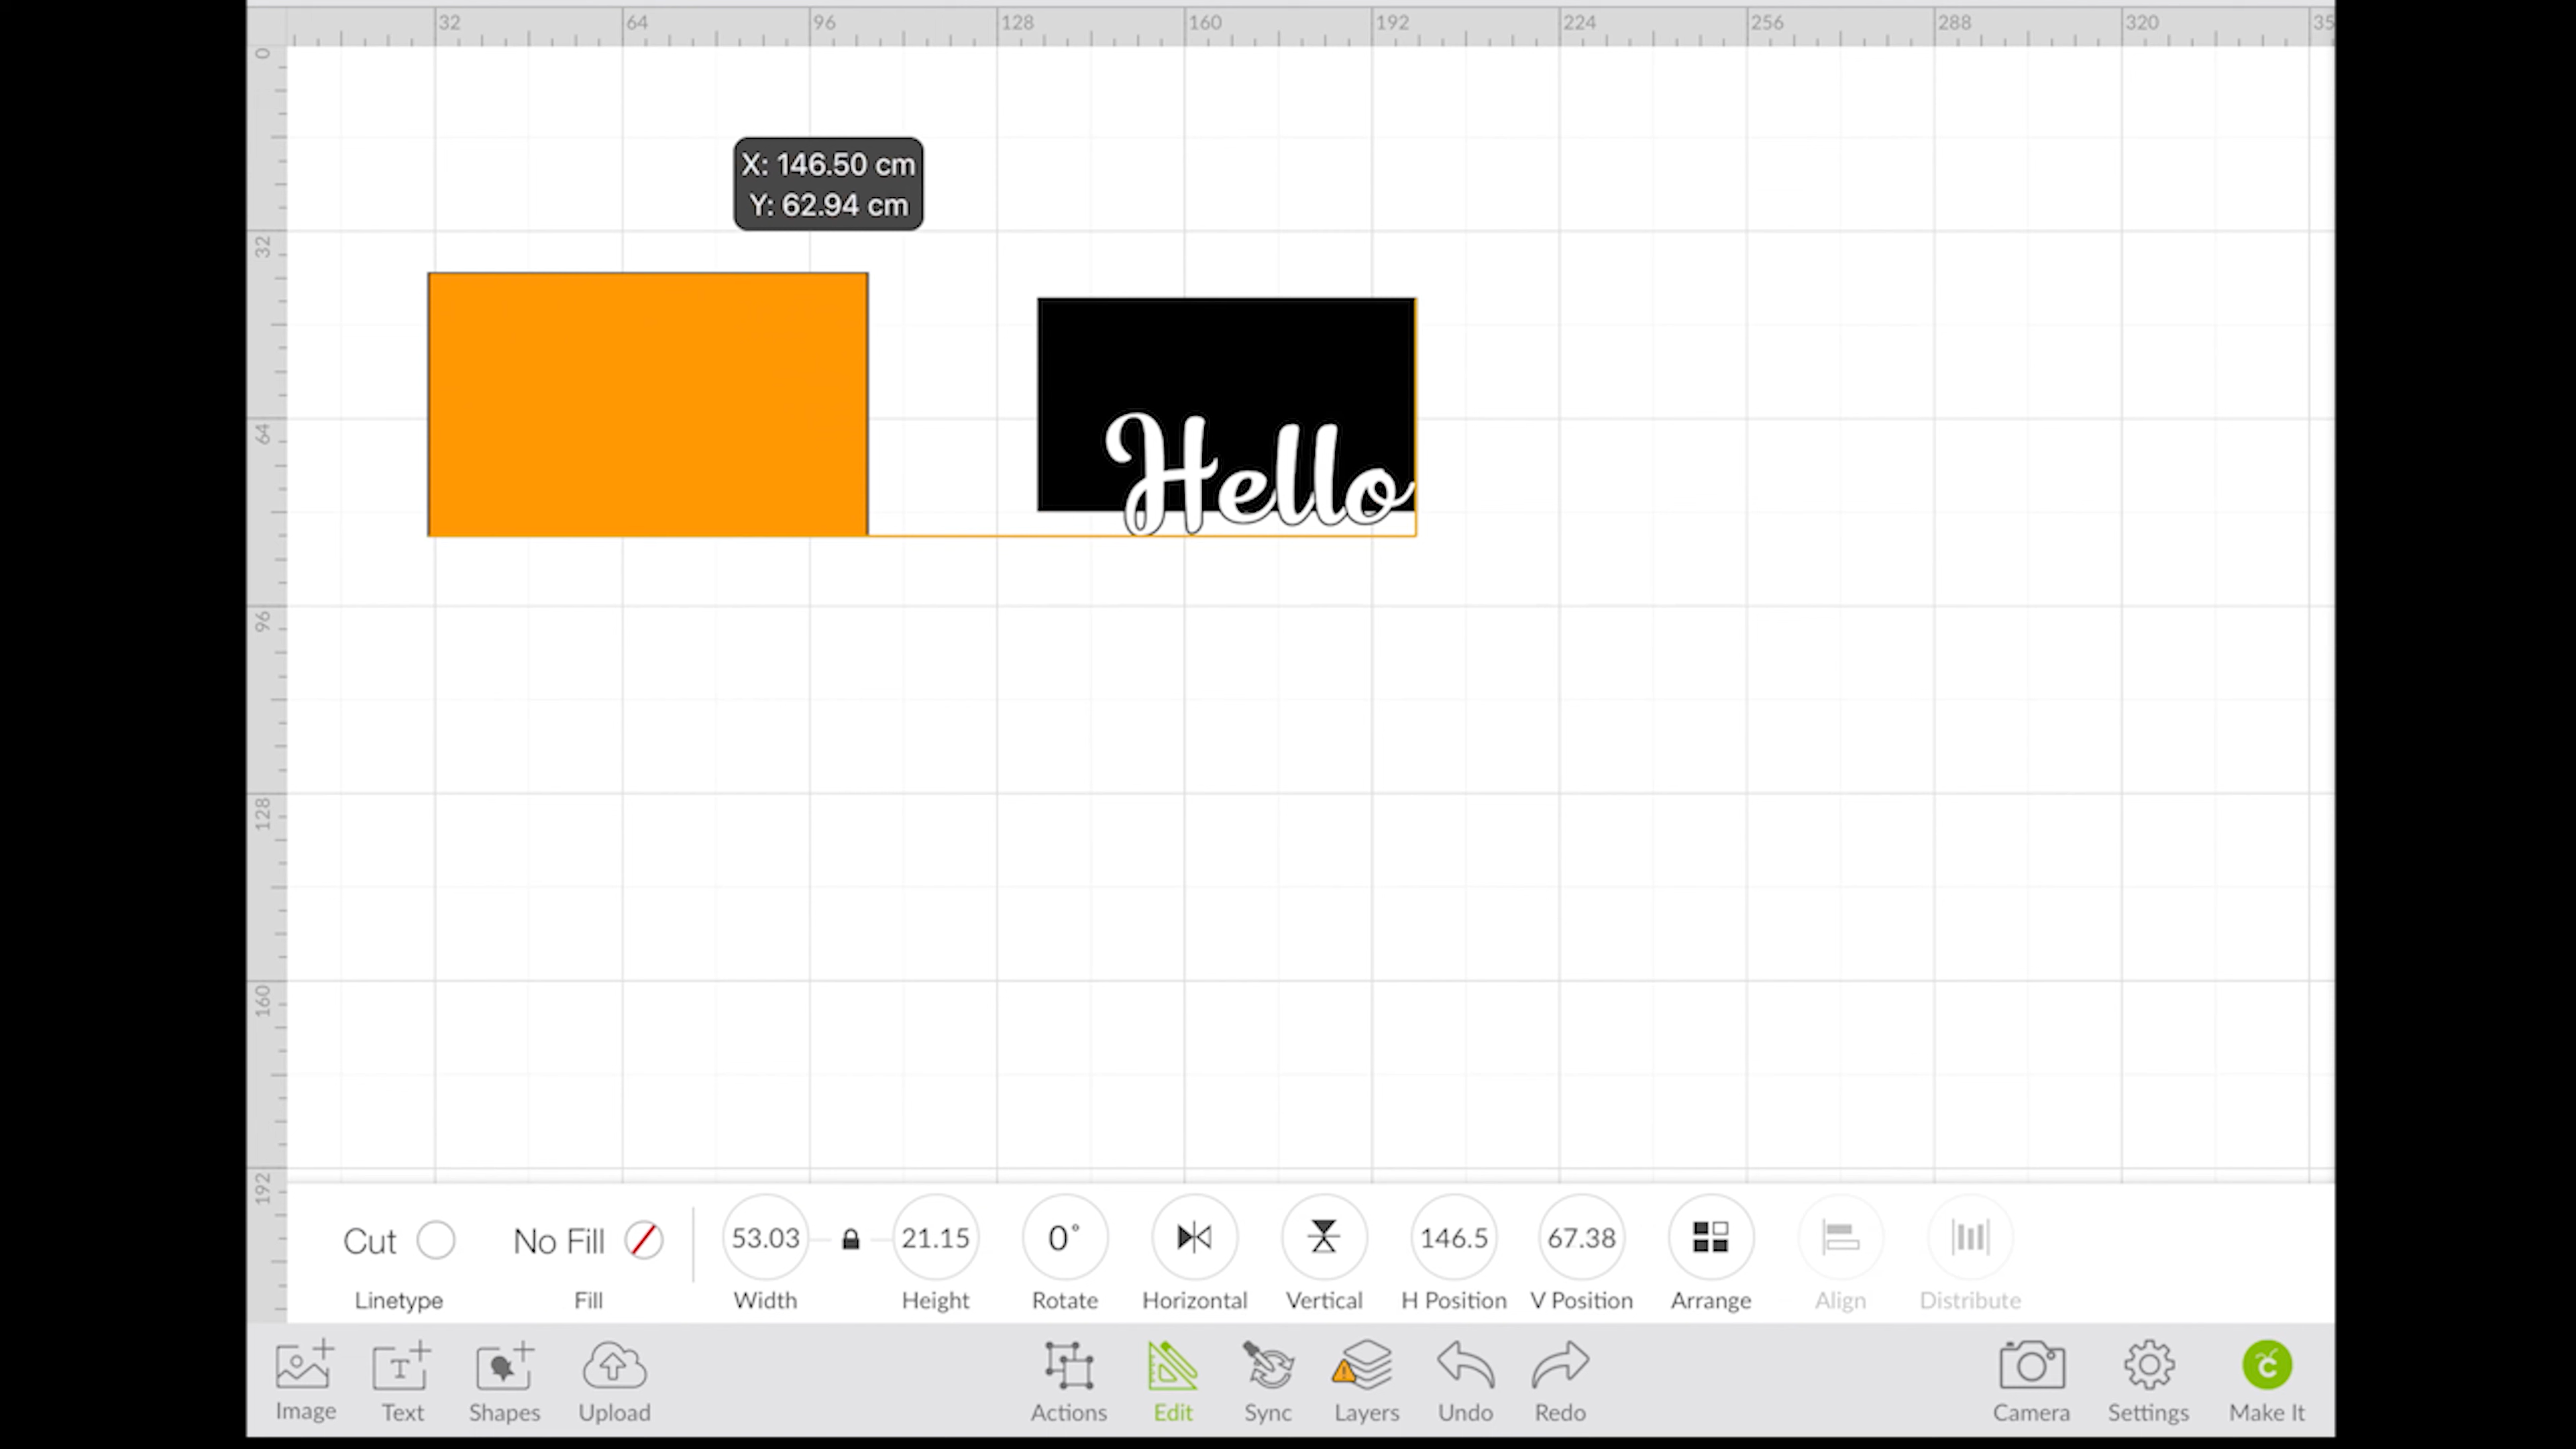 32 64 96 128 160 192 224 256 288 320 35
0
X: 146.50 cm
Y: 62.94 cm
32
64
Hello
96
128
160
192
Cut No Fill 53.03 21.15 0° 146.5 67.38
Linetype Fill Width Height Rotate Horizontal Vertical H Position V Position Arrange Align Distribute
Image Text Shapes Upload Actions Edit Sync Layers Undo Redo Camera Settings Make It